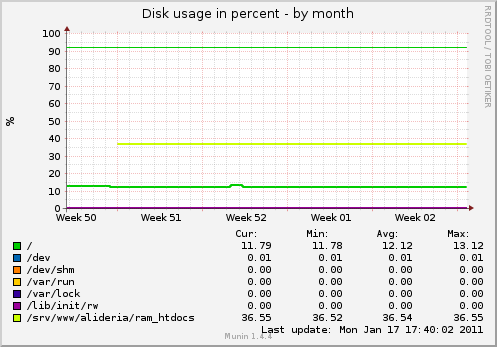 Disk usage in percent - by month
RRDTOOL / TOBI OETIKER
%
100
90
80
70
60
50
40
30
20
10
0
Week 50 Week 51 Week 52 Week 01 Week 02
Cur: Min: Avg: Max:
/ 11.79 11.78 12.12 13.12
/dev 0.01 0.01 0.01 0.01
/dev/shm 0.00 0.00 0.00 0.00
/var/run 0.00 0.00 0.00 0.00
/var/lock 0.00 0.00 0.00 0.00
/lib/init/rw 0.00 0.00 0.00 0.00
/srv/www/alideria/ram_htdocs 36.55 36.52 36.54 36.55
Last update: Mon Jan 17 17:40:02 2011
Munin 1.4.4